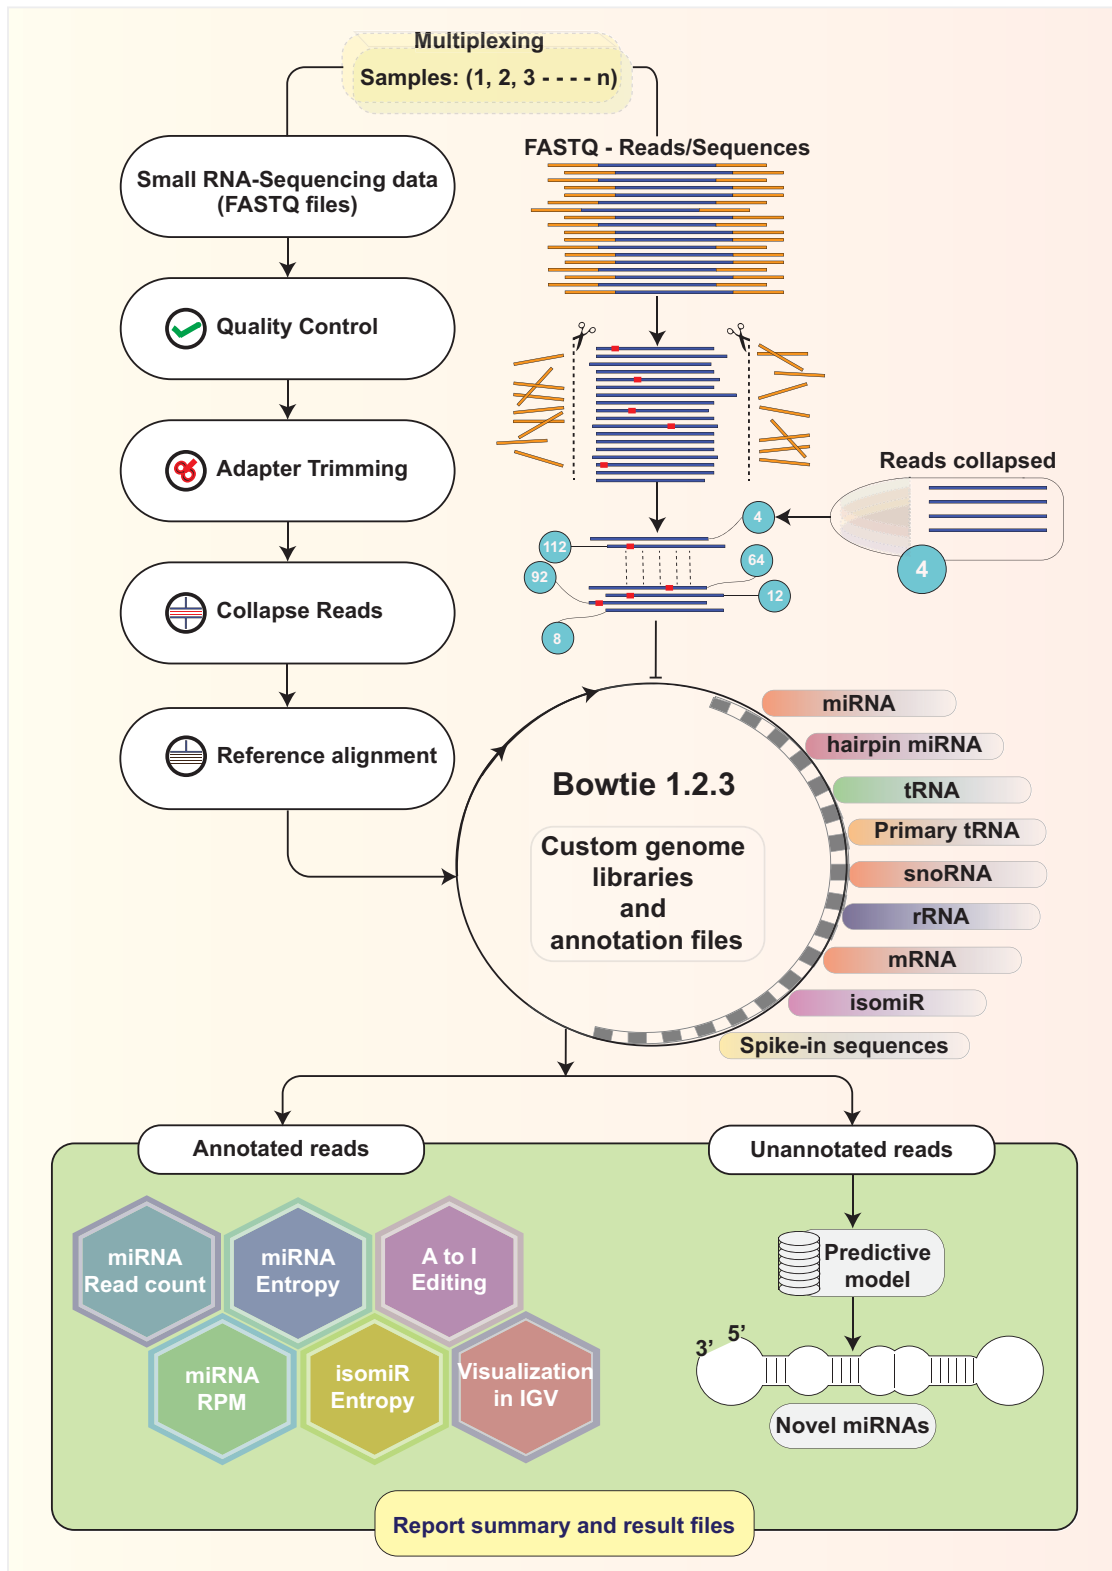 Multiplexing
Samples: (1, 2, 3 - - - - n)
Small RNA-Sequencing data
(FASTQ files)
Quality Control
Adapter Trimming
Collapse Reads
Reference alignment
FASTQ - Reads/Sequences
Reads collapsed
4
4
112
64
92
12
8
Bowtie 1.2.3
Custom genome
libraries
and
annotation files
miRNA
hairpin miRNA
tRNA
Primary tRNA
snoRNA
rRNA
mRNA
isomiR
Spike-in sequences
Annotated reads
Unannotated reads
miRNA
Read count
miRNA
Entropy
A to I
Editing
miRNA
RPM
isomiR
Entropy
Visualization
in IGV
Predictive
model
3’
5’
Novel miRNAs
Report summary and result files